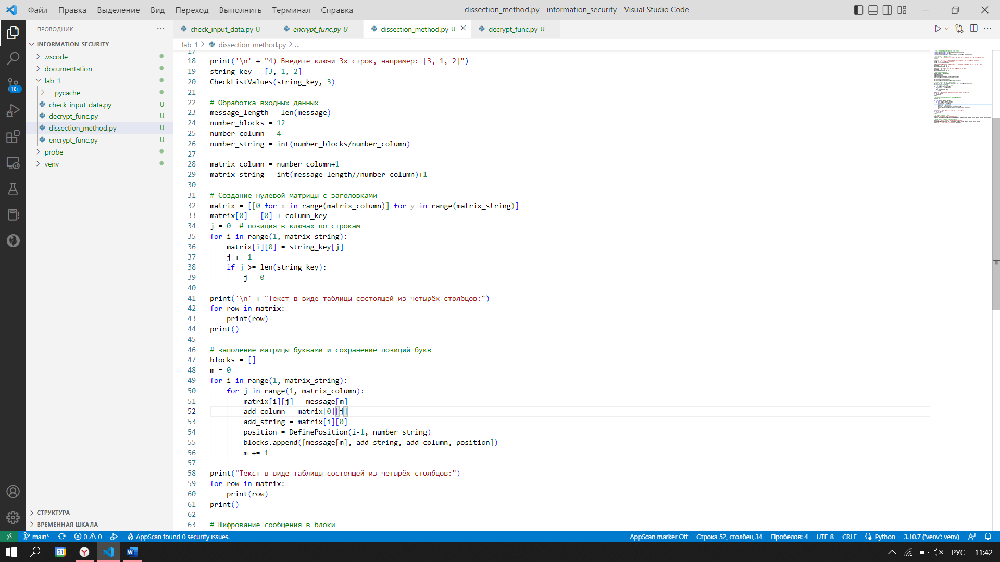 Файл Правка Выделение Вид Переход Выполнить Терминал Справка
dissection_method.py - information_security - Visual Studio Code
ПРОВОДНИК
INFORMATION_SECURITY
.vscode
documentation
lab_1
__pycache__
check_input_data.py U
decrypt_func.py U
dissection_method.py U
encrypt_func.py U
probe
venv
СТРУКТУРА
ВРЕМЕННАЯ ШКАЛА
1K+
check_input_data.py U encrypt_func.py U dissection_method.py U decrypt_func.py U
lab_1 > dissection_method.py > ...
17
18 print('\n' + "4) Введите ключи 3х строк, например: [3, 1, 2]")
19 string_key = [3, 1, 2]
20 CheckListValues(string_key, 3)
21
22 # Обработка входных данных
23 message_length = len(message)
24 number_blocks = 12
25 number_column = 4
26 number_string = int(number_blocks/number_column)
27
28 matrix_column = number_column+1
29 matrix_string = int(message_length//number_column)+1
30
31 # Создание нулевой матрицы с заголовками
32 matrix = [[0 for x in range(matrix_column)] for y in range(matrix_string)]
33 matrix[0] = [0] + column_key
34 j = 0 # позиция в ключах по строкам
35 for i in range(1, matrix_string):
36 matrix[i][0] = string_key[j]
37 j += 1
38 if j >= len(string_key):
39 j = 0
40
41 print('\n' + "Текст в виде таблицы состоящей из четырёх столбцов:")
42 for row in matrix:
43 print(row)
44 print()
45
46 # заполение матрицы буквами и сохранение позиций букв
47 blocks = []
48 m = 0
49 for i in range(1, matrix_string):
50 for j in range(1, matrix_column):
51 matrix[i][j] = message[m]
52 add_column = matrix[0][j]
53 add_string = matrix[i][0]
54 position = DefinePosition(i-1, number_string)
55 blocks.append([message[m], add_string, add_column, position])
56 m += 1
57
58 print("Текст в виде таблицы состоящей из четырёх столбцов:")
59 for row in matrix:
60 print(row)
61 print()
62
63 # Шифрование сообщения в блоки
main* 0 0 AppScan found 0 security issues.
AppScan marker Off Строка 52, столбец 34 Пробелов: 4 UTF-8 CRLF Python 3.10.7 ('venv': venv)
31 РУС 11:42